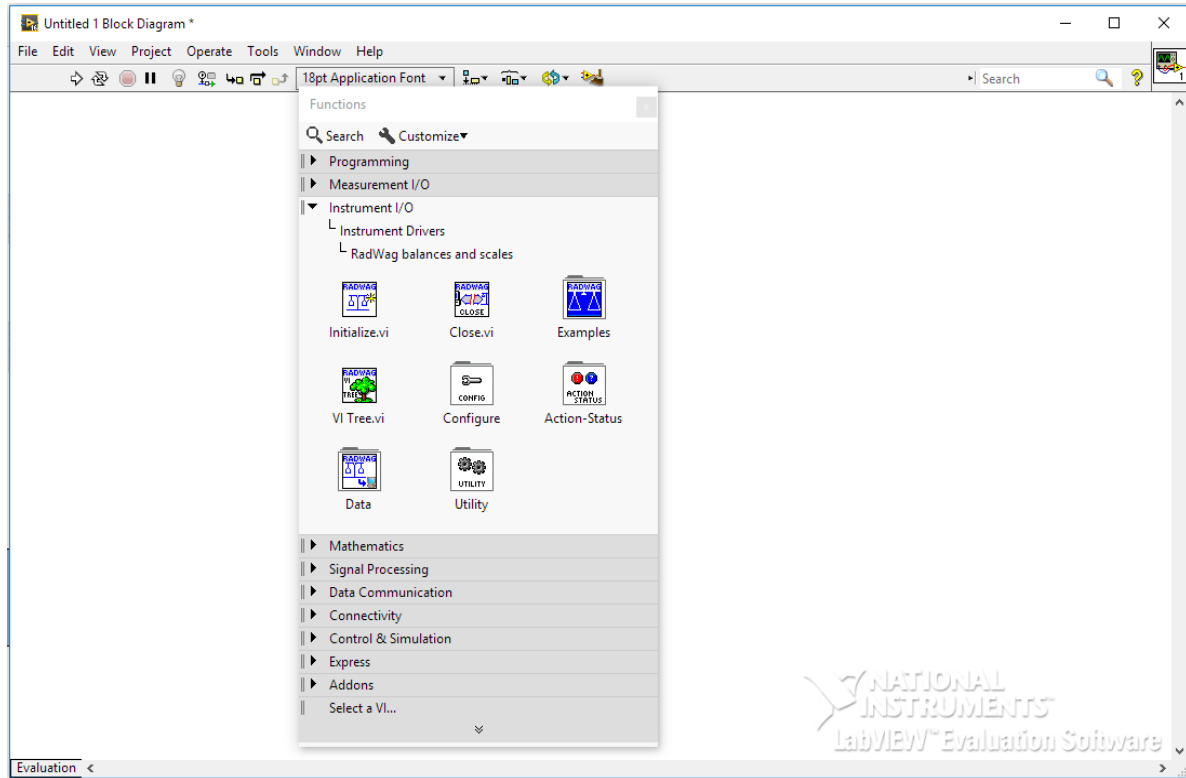 Untitled 1 Block Diagram *
File Edit View Project Operate Tools Window Help
18pt Application Font
Search
1
Functions
Search Customize
Programming
Measurement I/O
Instrument I/O
Instrument Drivers
RadWag balances and scales
RADWAG RADWAG CLOSE RADWAG
Initialize.vi Close.vi Examples
RADWAG VI TREE CONFIG ACTION STATUS
VI Tree.vi Configure Action-Status
RADWAG UTILITY
Data Utility
Mathematics
Signal Processing
Data Communication
Connectivity
Control & Simulation
Express
Addons
Select a VI...
NATIONAL
INSTRUMENTS™
LabVIEW™ Evaluation Software
Evaluation